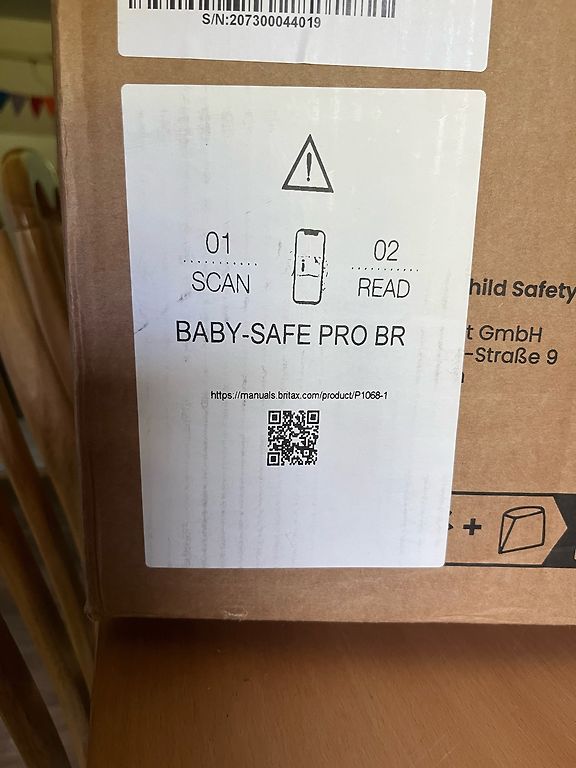 S/N:207300044019
01
SCAN
02
READ
BABY-SAFE PRO BR
https://manuals.britax.com/product/P1068-1
hild Safety
t GmbH
-Straße 9